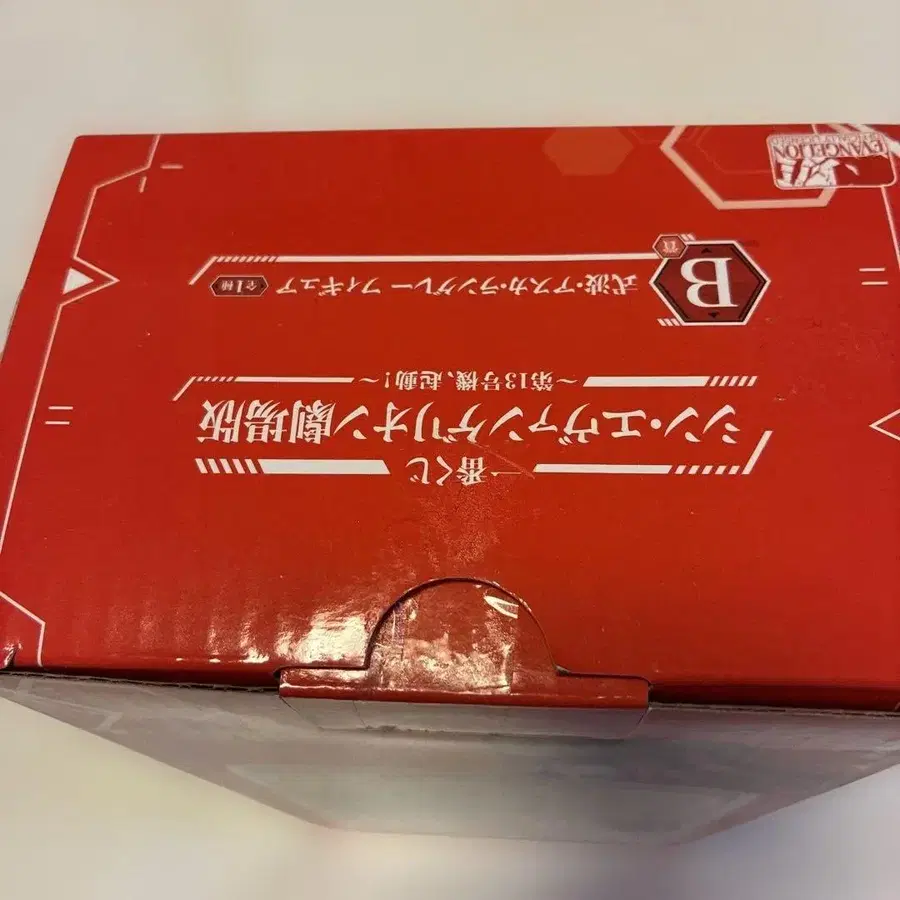 一番くじ
シン・エヴァンゲリオン劇場版
～第13号機、起動！～
B賞
式波・アスカ・ラングレー フィギュア 全1種
EVANGELION